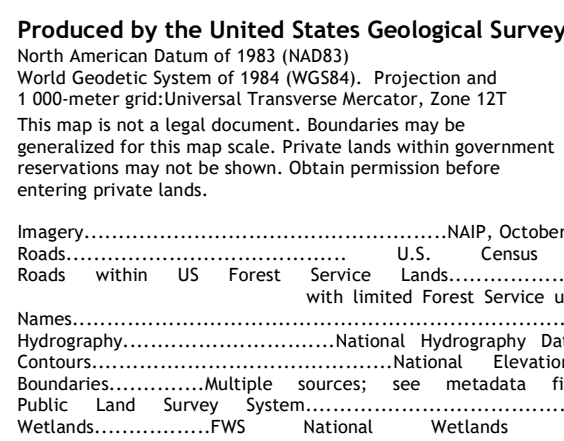 Produced by the United States Geological Survey
North American Datum of 1983 (NAD83)
World Geodetic System of 1984 (WGS84). Projection and
1 000-meter grid:Universal Transverse Mercator, Zone 12T
This map is not a legal document. Boundaries may be
generalized for this map scale. Private lands within government
reservations may not be shown. Obtain permission before
entering private lands.
Imagery.....................................................NAIP, October
Roads......................................... U.S. Census
Roads within US Forest Service Lands.................
with limited Forest Service
Names........................................................................
Hydrography...............................National Hydrography
Contours............................................National Elevation
Boundaries.............Multiple sources; see metadata
Public Land Survey System......................................
Wetlands.................FWS National Wetlands